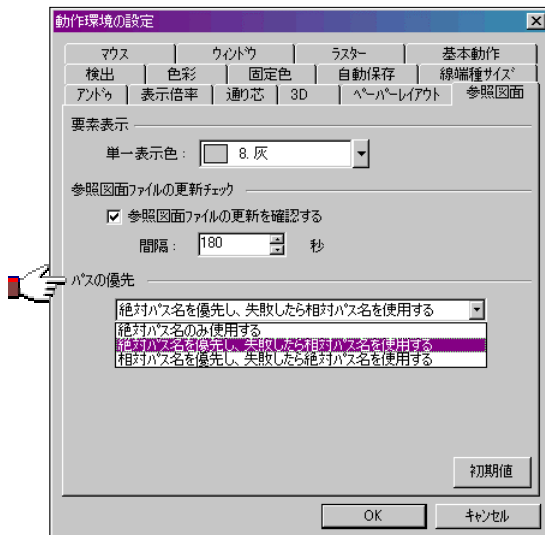 動作環境の設定
マウス ウィンドウ ラスター 基本動作
検出 色彩 固定色 自動保存 線端種サイズ
アンドゥ 表示倍率 通り芯 3D ペーパーレイアウト 参照図面
要素表示
単一表示色: 8. 灰
参照図面ファイルの更新チェック
参照図面ファイルの更新を確認する
間隔: 180 秒
パスの優先
絶対パス名を優先し、失敗したら相対パス名を使用する
絶対パス名のみ使用する
絶対パス名を優先し、失敗したら相対パス名を使用する
相対パス名を優先し、失敗したら絶対パス名を使用する
初期値
OK キャンセル